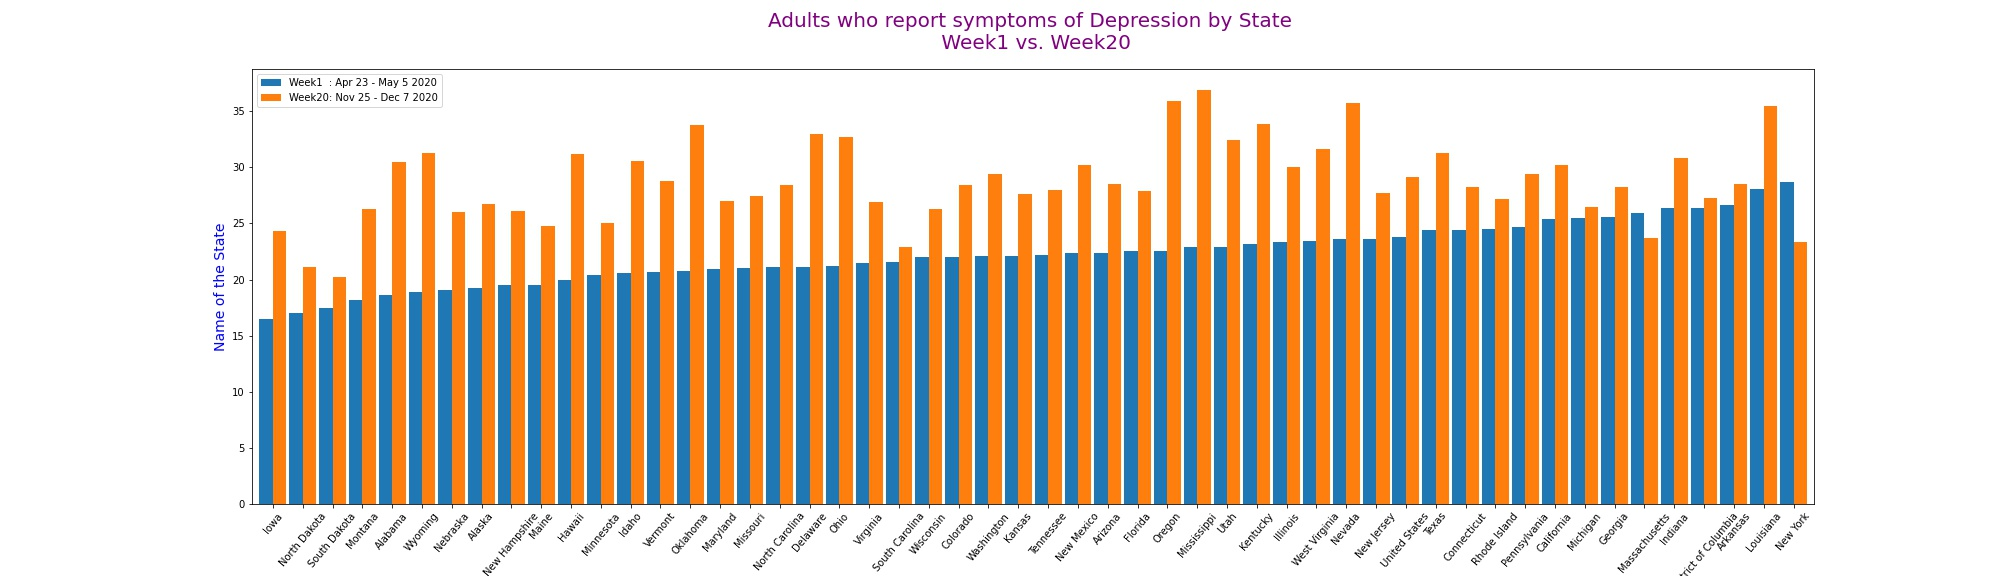 Adults who report symptoms of Depression by State
Week1 vs. Week20
Week1 : Apr 23 - May 5 2020
Week20: Nov 25 - Dec 7 2020
Name of the State
35
30
25
20
15
10
5
0
Iowa
North Dakota
South Dakota
Montana
Alabama
Wyoming
Nebraska
Alaska
New Hampshire
Maine
Hawaii
Minnesota
Idaho
Vermont
Oklahoma
Maryland
Missouri
North Carolina
Delaware
Ohio
Virginia
South Carolina
Wisconsin
Colorado
Washington
Kansas
Tennessee
New Mexico
Arizona
Florida
Oregon
Mississippi
Utah
Kentucky
Illinois
West Virginia
Nevada
New Jersey
United States
Texas
Connecticut
Rhode Island
Pennsylvania
California
Michigan
Georgia
Massachusetts
Indiana
trict of Columbia
Arkansas
Louisiana
New York